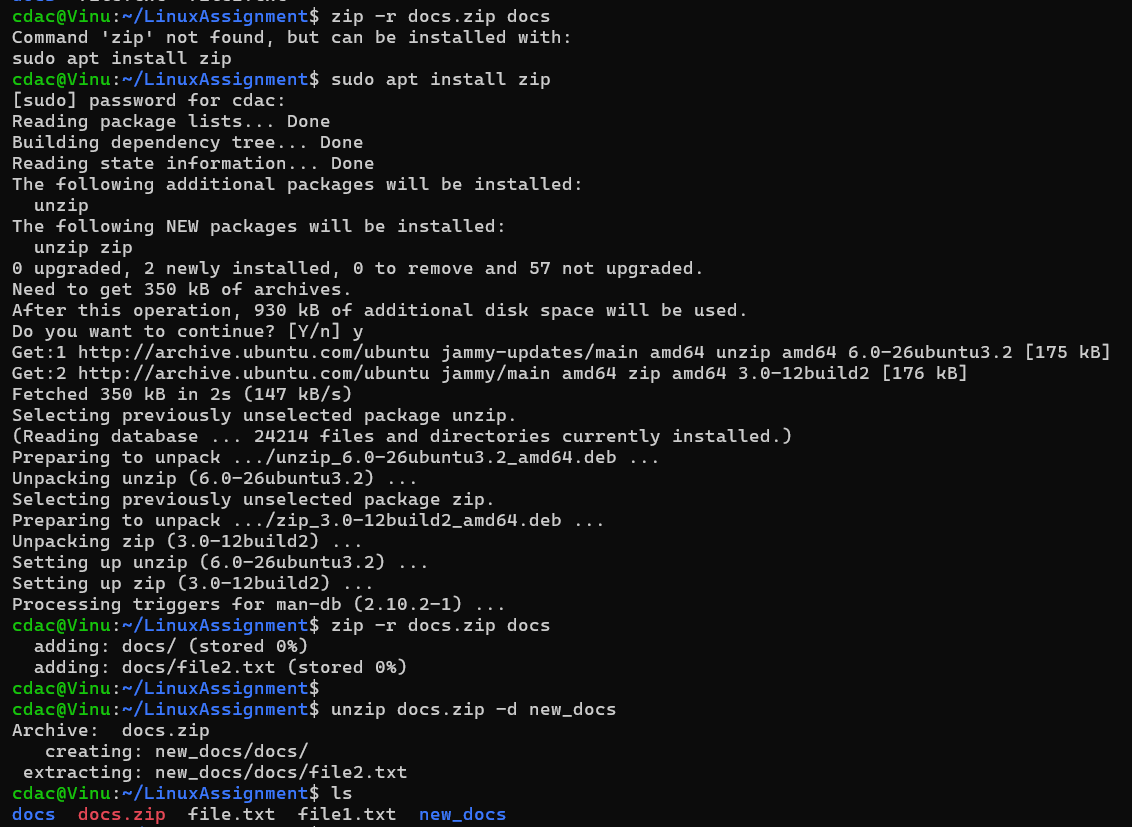 cdac@Vinu:~/LinuxAssignment$ zip -r docs.zip docs
Command 'zip' not found, but can be installed with:
sudo apt install zip
cdac@Vinu:~/LinuxAssignment$ sudo apt install zip
[sudo] password for cdac:
Reading package lists... Done
Building dependency tree... Done
Reading state information... Done
The following additional packages will be installed:
  unzip
The following NEW packages will be installed:
  unzip zip
0 upgraded, 2 newly installed, 0 to remove and 57 not upgraded.
Need to get 350 kB of archives.
After this operation, 930 kB of additional disk space will be used.
Do you want to continue? [Y/n] y
Get:1 http://archive.ubuntu.com/ubuntu jammy-updates/main amd64 unzip amd64 6.0-26ubuntu3.2 [175 kB]
Get:2 http://archive.ubuntu.com/ubuntu jammy/main amd64 zip amd64 3.0-12build2 [176 kB]
Fetched 350 kB in 2s (147 kB/s)
Selecting previously unselected package unzip.
(Reading database ... 24214 files and directories currently installed.)
Preparing to unpack .../unzip_6.0-26ubuntu3.2_amd64.deb ...
Unpacking unzip (6.0-26ubuntu3.2) ...
Selecting previously unselected package zip.
Preparing to unpack .../zip_3.0-12build2_amd64.deb ...
Unpacking zip (3.0-12build2) ...
Setting up unzip (6.0-26ubuntu3.2) ...
Setting up zip (3.0-12build2) ...
Processing triggers for man-db (2.10.2-1) ...
cdac@Vinu:~/LinuxAssignment$ zip -r docs.zip docs
  adding: docs/ (stored 0%)
  adding: docs/file2.txt (stored 0%)
cdac@Vinu:~/LinuxAssignment$
cdac@Vinu:~/LinuxAssignment$ unzip docs.zip -d new_docs
Archive:  docs.zip
   creating: new_docs/docs/
 extracting: new_docs/docs/file2.txt
cdac@Vinu:~/LinuxAssignment$ ls
docs  docs.zip  file.txt  file1.txt  new_docs